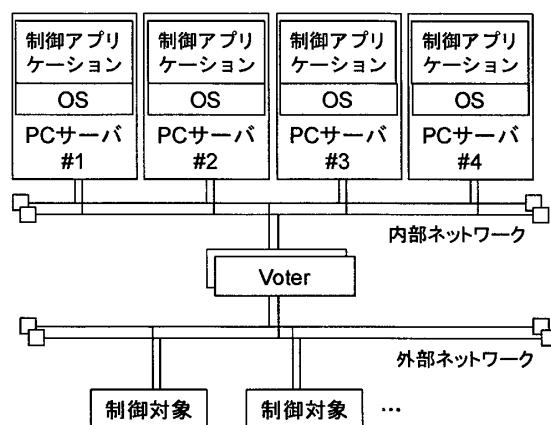 制御アプリ
ケーション
OS
PCサーバ
#1
制御アプリ
ケーション
OS
PCサーバ
#2
制御アプリ
ケーション
OS
PCサーバ
#3
制御アプリ
ケーション
OS
PCサーバ
#4
内部ネットワーク
Voter
外部ネットワーク
制御対象
制御対象
…